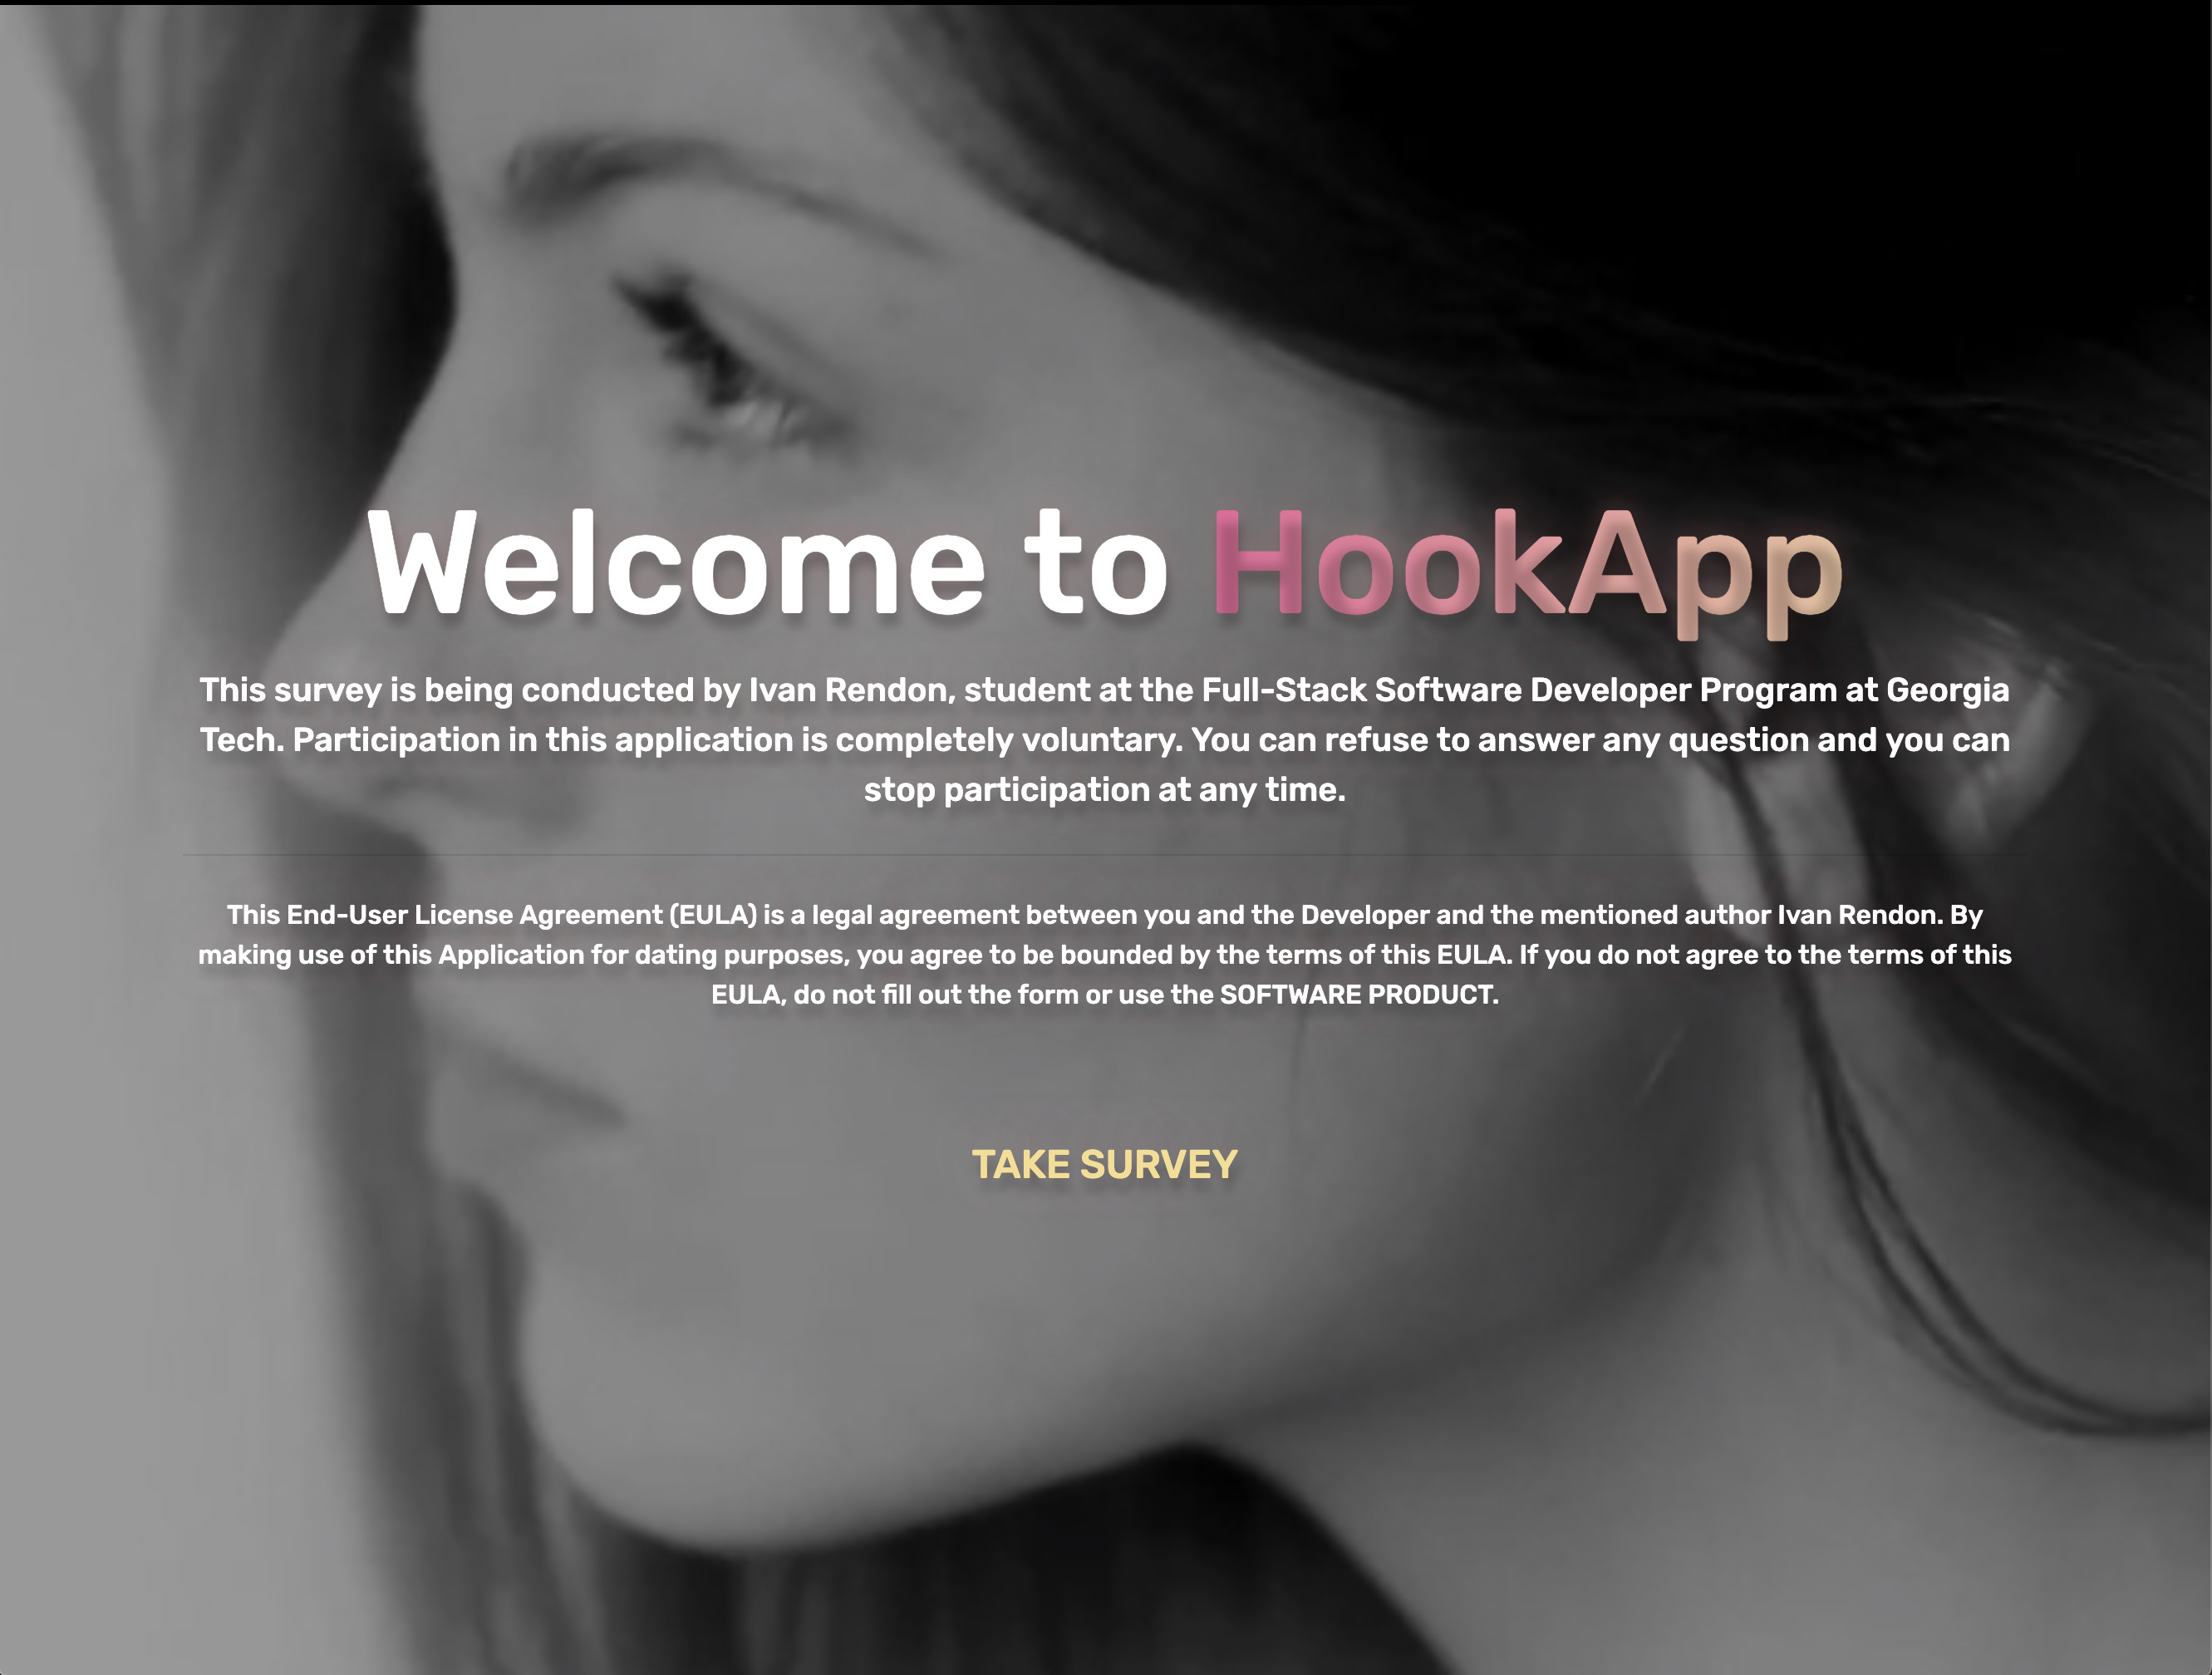 Welcome to HookApp
This survey is being conducted by Ivan Rendon, student at the Full-Stack Software Developer Program at Georgia
Tech. Participation in this application is completely voluntary. You can refuse to answer any question and you can
stop participation at any time.
This End-User License Agreement (EULA) is a legal agreement between you and the Developer and the mentioned author Ivan Rendon. By
making use of this Application for dating purposes, you agree to be bounded by the terms of this EULA. If you do not agree to the terms of this
EULA, do not fill out the form or use the SOFTWARE PRODUCT.
TAKE SURVEY